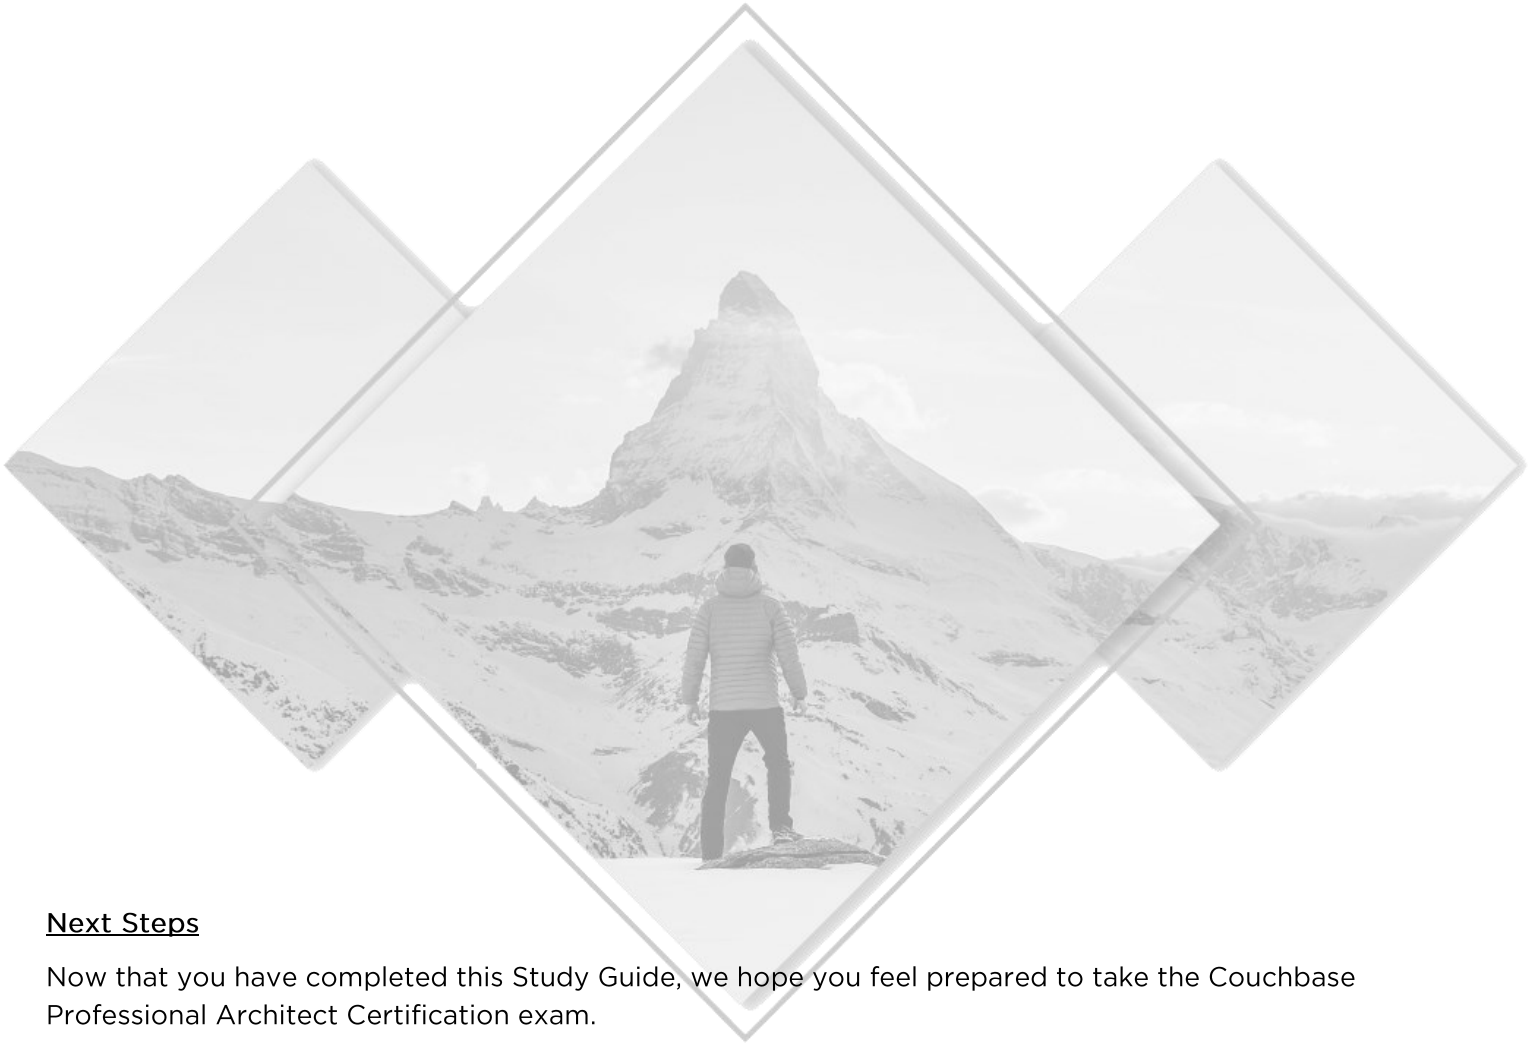 Next Steps
Now that you have completed this Study Guide, we hope you feel prepared to take the Couchbase
Professional Architect Certification exam.